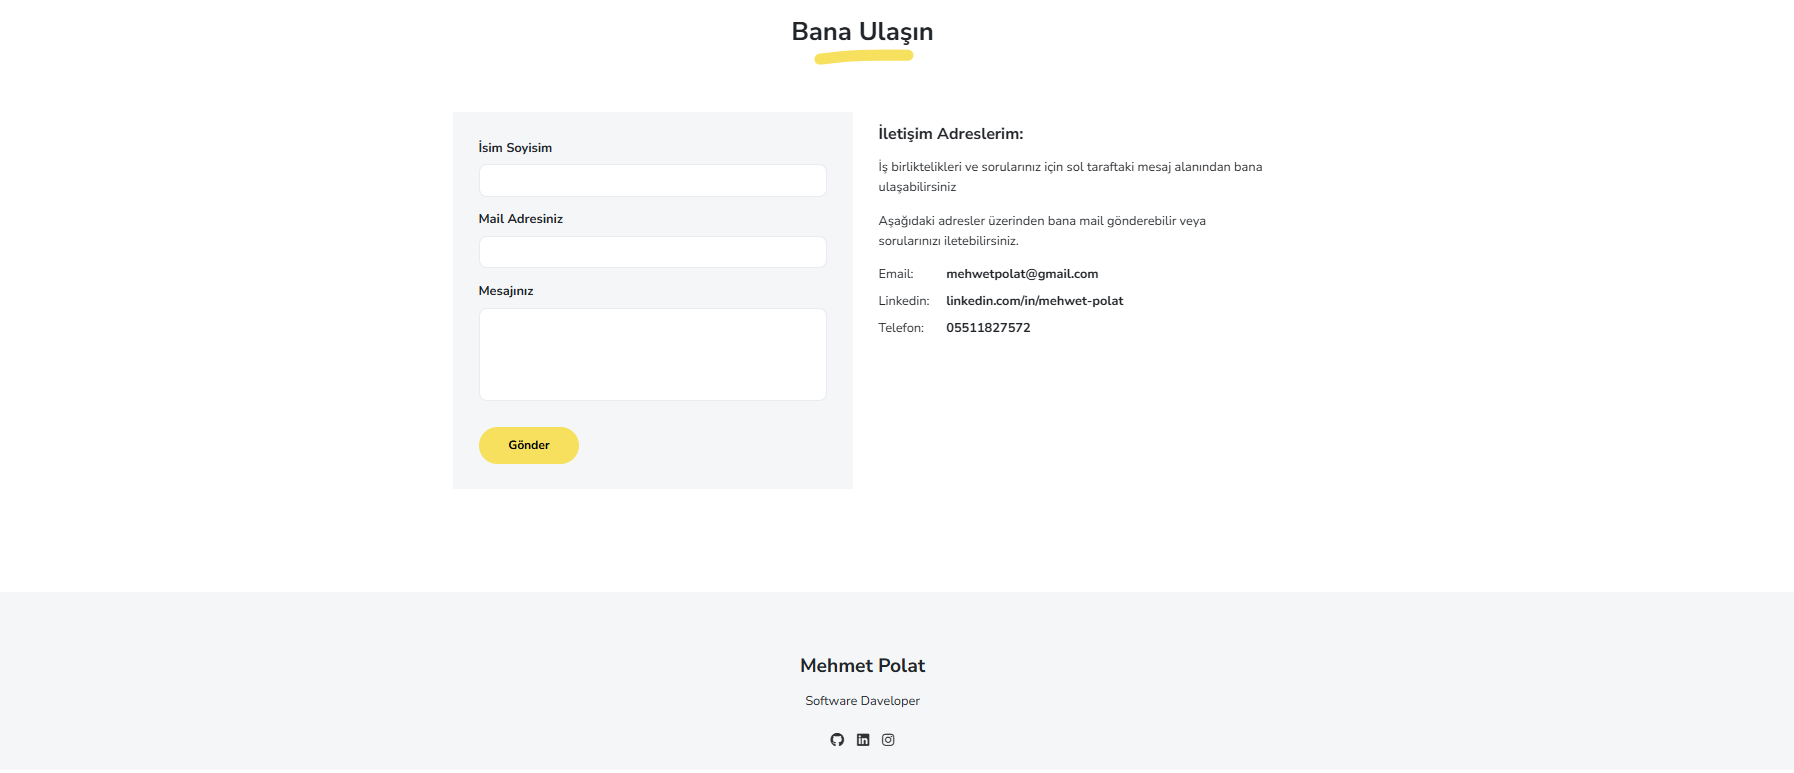 Bana Ulaşın
İsim Soyisim
Mail Adresiniz
Mesajınız
Gönder
İletişim Adreslerim:
İş birliktelikleri ve sorularınız için sol taraftaki mesaj alanından bana
ulaşabilirsiniz
Aşağıdaki adresler üzerinden bana mail gönderebilir veya
sorularınızı iletebilirsiniz.
Email: mehwetpolat@gmail.com
Linkedin: linkedin.com/in/mehwet-polat
Telefon: 05511827572
Mehmet Polat
Software Daveloper